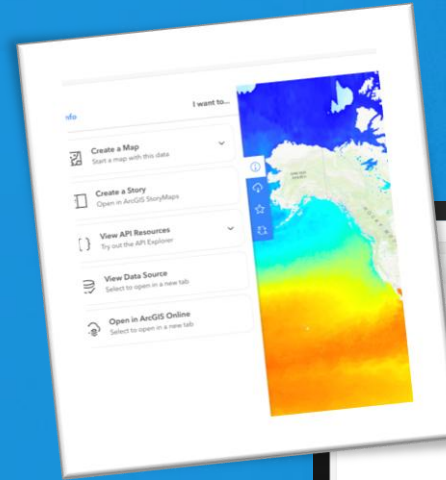 I want to...
Create a Map
Start a map with this data
Create a Story
Open in ArcGIS StoryMaps
View API Resources
Try out the API Explorer
View Data Source
Select to open in a new tab
Open in ArcGIS Online
Select to open in a new tab